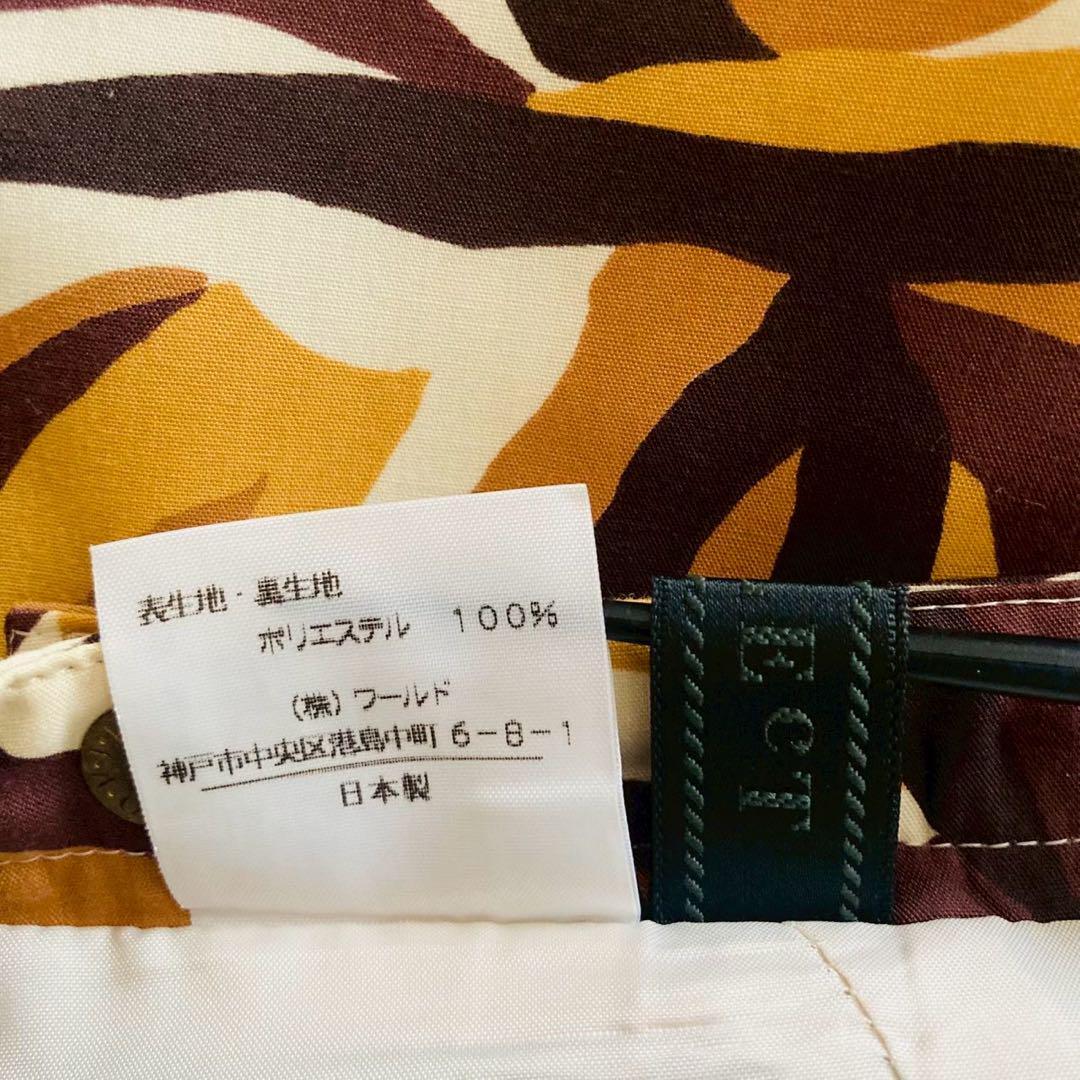 表生地・裏生地
ポリエステル 100%
(株)ワールド
神戸市中央区港島中町6-8-1
日本製
EcT